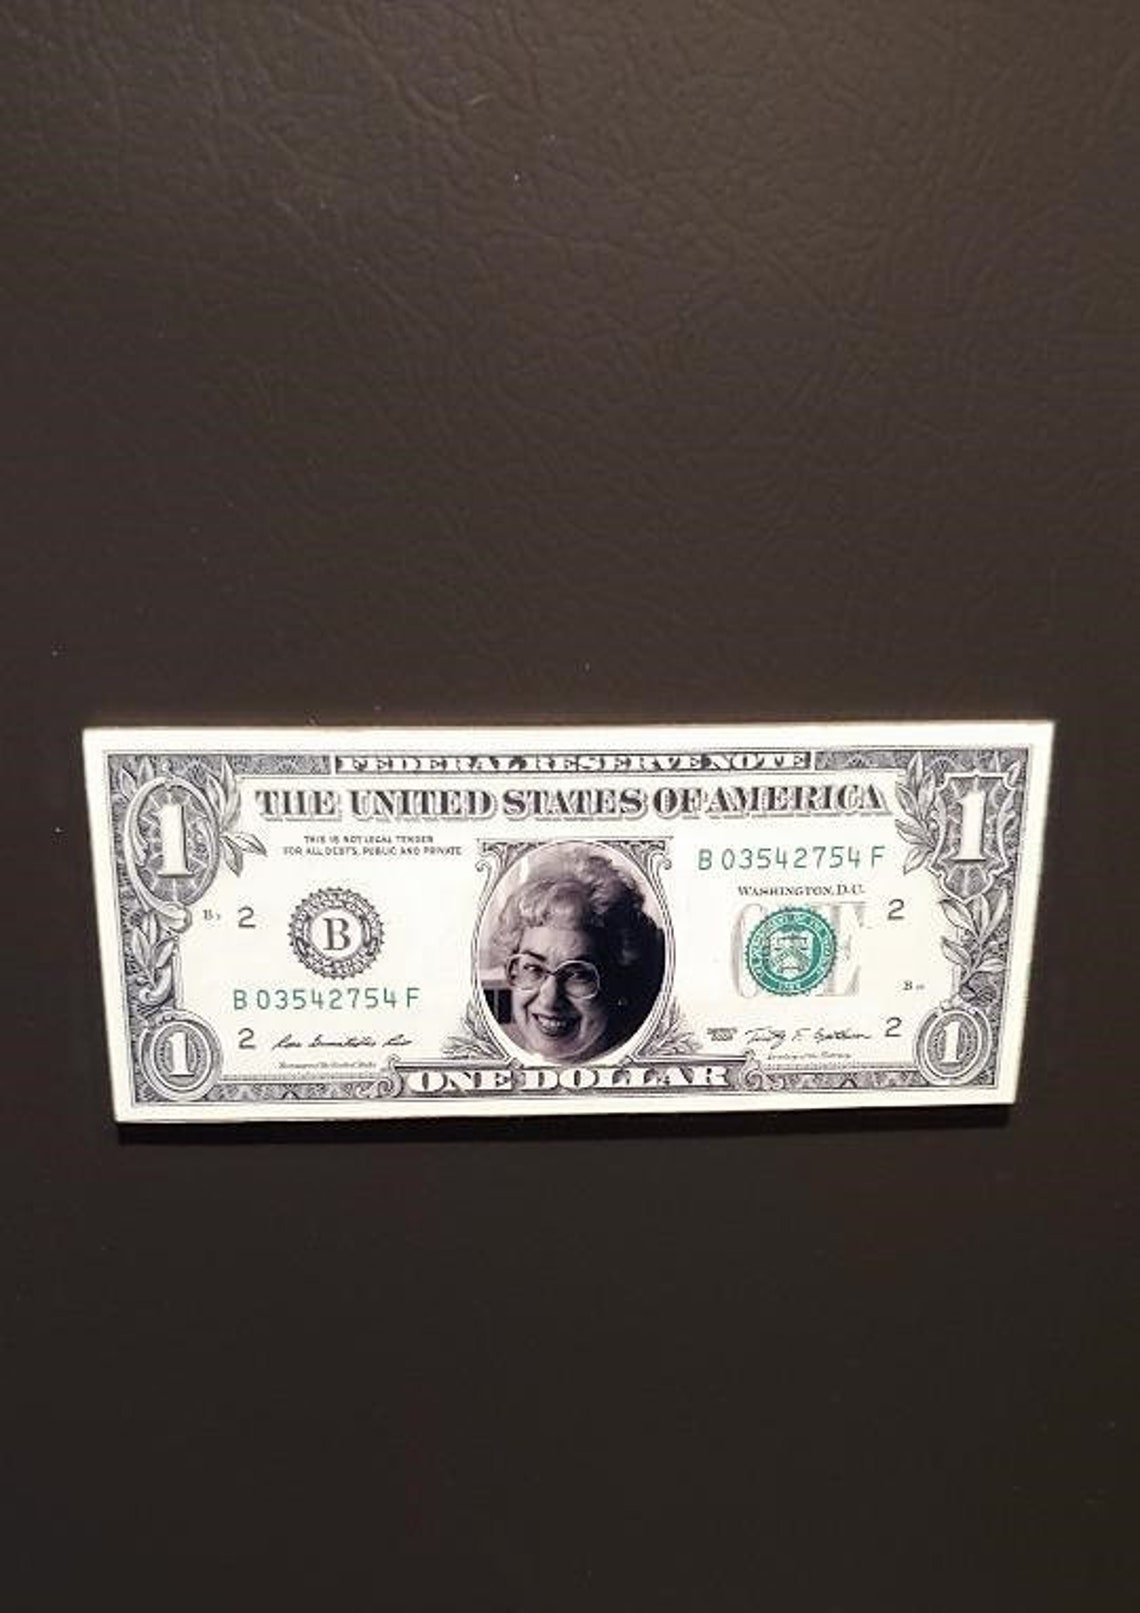 FEDERAL RESERVE NOTE
THE UNITED STATES OF AMERICA
1
1
THIS IS NOT LEGAL TENDER
FOR ALL DEBTS, PUBLIC AND PRIVATE
B 03542754 F
WASHINGTON, D.C.
2
B
ONE
2
B 03542754 F
2
2
1
ONE DOLLAR
1